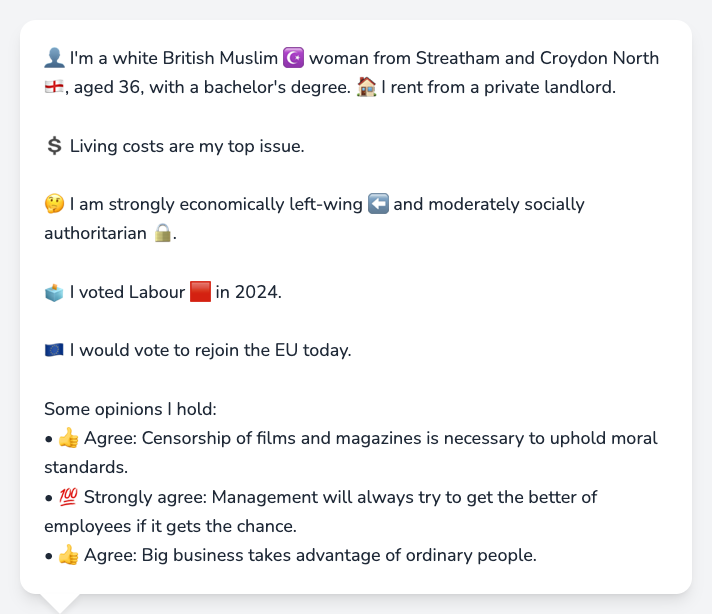 👤 I'm a white British Muslim ☪️ woman from Streatham and Croydon North
🏴󠁧󠁢󠁥󠁮󠁧󠁿, aged 36, with a bachelor's degree. 🏠 I rent from a private landlord.
💲 Living costs are my top issue.
🤔 I am strongly economically left-wing ⬅️ and moderately socially
authoritarian 🔒.
🗳️ I voted Labour 🟥 in 2024.
🇪🇺 I would vote to rejoin the EU today.
Some opinions I hold:
• 👍 Agree: Censorship of films and magazines is necessary to uphold moral
standards.
• 💯 Strongly agree: Management will always try to get the better of
employees if it gets the chance.
• 👍 Agree: Big business takes advantage of ordinary people.